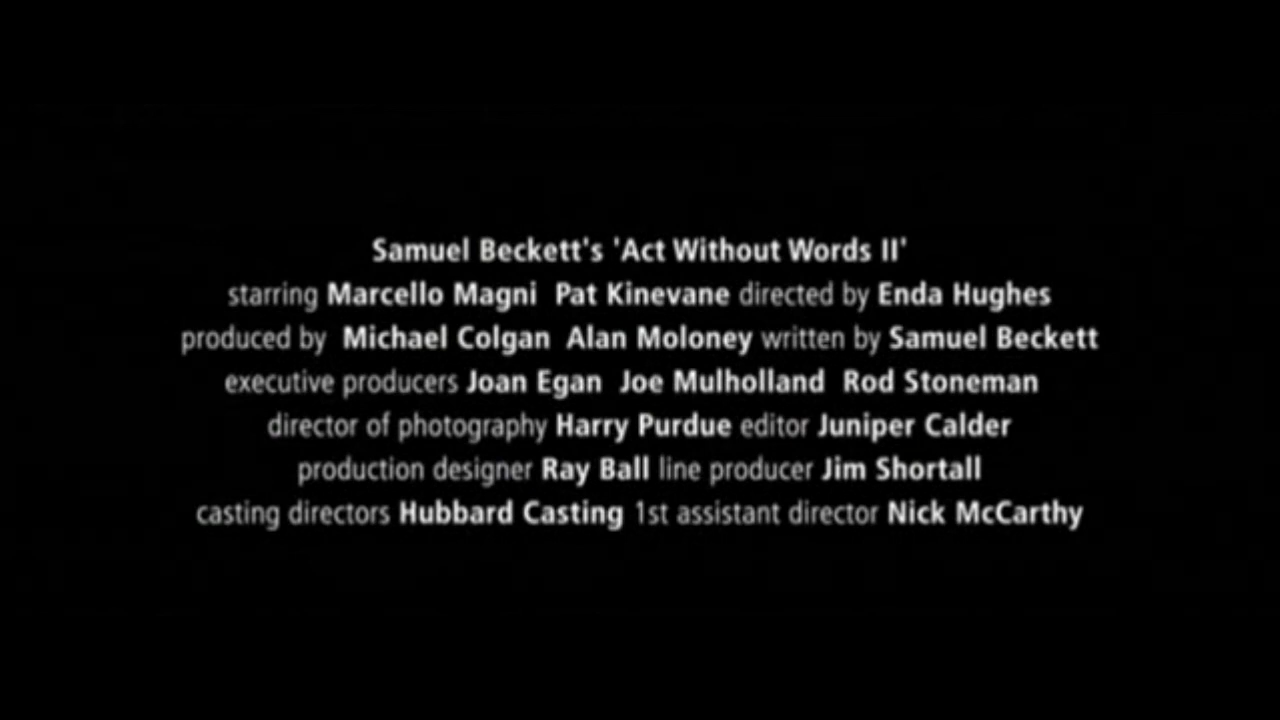 Samuel Beckett's 'Act Without Words II'
starring Marcello Magni Pat Kinevane directed by Enda Hughes
produced by Michael Colgan Alan Moloney written by Samuel Beckett
executive producers Joan Egan Joe Mulholland Rod Stoneman
director of photography Harry Purdue editor Juniper Calder
production designer Ray Ball line producer Jim Shortall
casting directors Hubbard Casting 1st assistant director Nick McCarthy